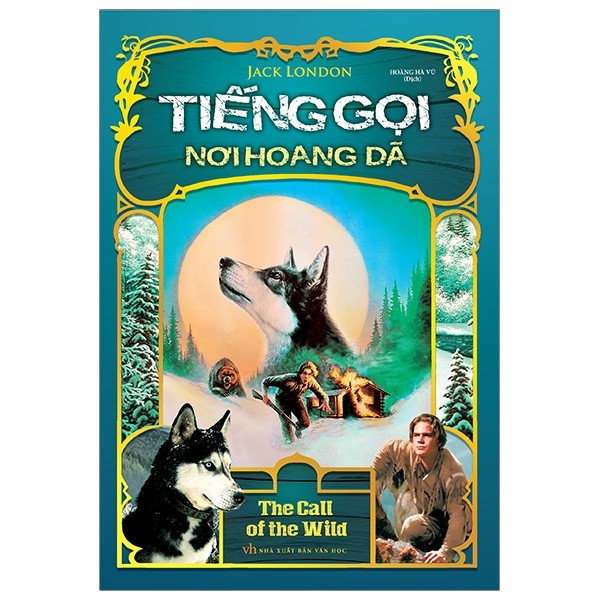 JACK LONDON
HOÀNG HÀ VŨ
(Dịch)
TIẾNG GỌI
NƠI HOANG DÃ
The Call
of the Wild
vh NHÀ XUẤT BẢN VĂN HỌC